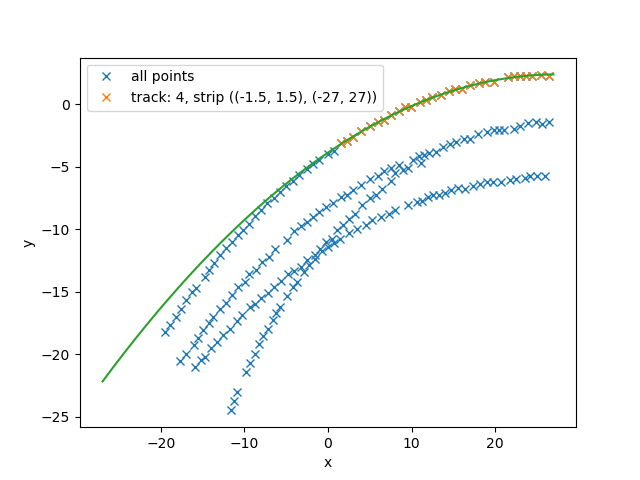 all points
track: 4, strip ((-1.5, 1.5), (-27, 27))
0
−5
−10
−15
−20
−25
y
−20 −10 0 10 20
x